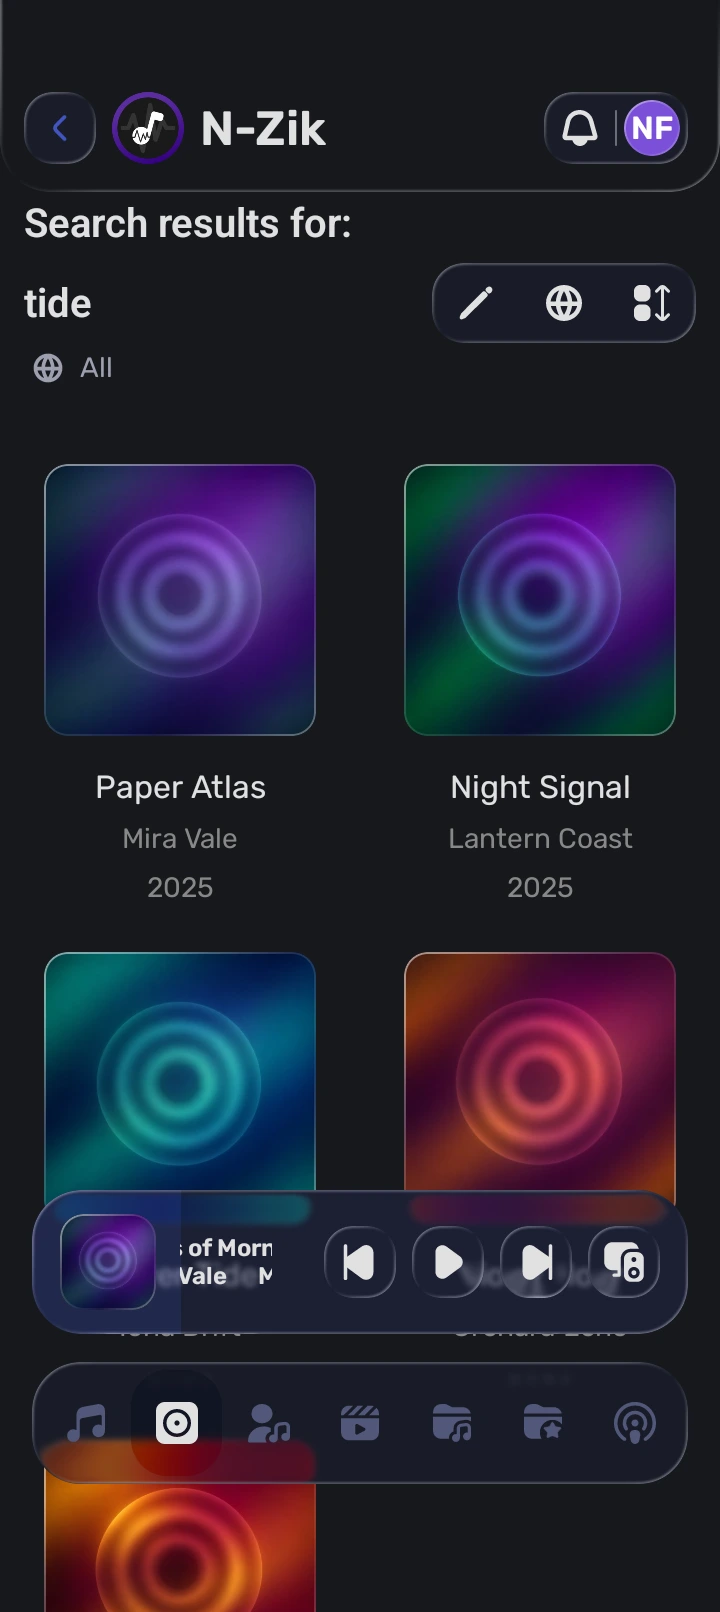 N-Zik
NF
Search results for:
tide
All
Paper Atlas
Mira Vale
2025
Night Signal
Lantern Coast
2025
of Morn
Vale